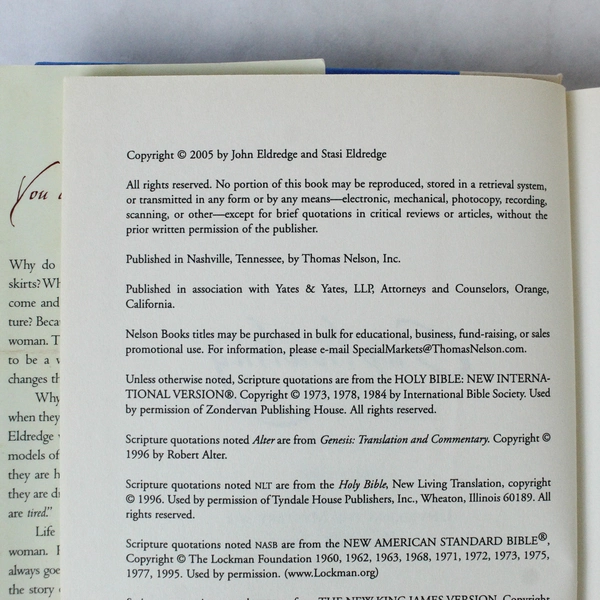 You
Why do
skirts? Wh
come and
ture? Beca
woman. T
to be a w
changes th
Why
when they
Eldredge
models of
they are h
they are d
are tired."
Life
woman.
always goe
the story
Copyright © 2005 by John Eldredge and Stasi Eldredge
All rights reserved. No portion of this book may be reproduced, stored in a retrieval system,
or transmitted in any form or by any means—electronic, mechanical, photocopy, recording,
scanning, or other—except for brief quotations in critical reviews or articles, without the
prior written permission of the publisher.
Published in Nashville, Tennessee, by Thomas Nelson, Inc.
Published in association with Yates & Yates, LLP, Attorneys and Counselors, Orange,
California.
Nelson Books titles may be purchased in bulk for educational, business, fund-raising, or sales
promotional use. For information, please e-mail SpecialMarkets@ThomasNelson.com.
Unless otherwise noted, Scripture quotations are from the HOLY BIBLE: NEW INTERNA-
TIONAL VERSION®. Copyright © 1973, 1978, 1984 by International Bible Society. Used
by permission of Zondervan Publishing House. All rights reserved.
Scripture quotations noted Alter are from Genesis: Translation and Commentary. Copyright ©
1996 by Robert Alter.
Scripture quotations noted NLT are from the Holy Bible, New Living Translation, copyright
© 1996. Used by permission of Tyndale House Publishers, Inc., Wheaton, Illinois 60189. All
rights reserved.
Scripture quotations noted NASB are from the NEW AMERICAN STANDARD BIBLE®,
Copyright © The Lockman Foundation 1960, 1962, 1963, 1968, 1971, 1972, 1973, 1975,
1977, 1995. Used by permission. (www.Lockman.org)
THE NEW KING JAMES VERSION. Copyright